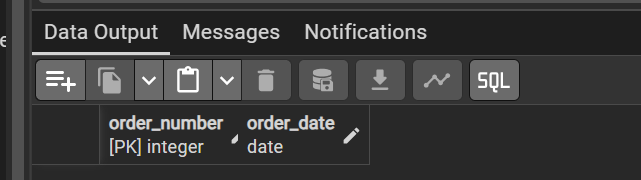 Data Output Messages Notifications
SQL
order_number order_date
[PK] integer date